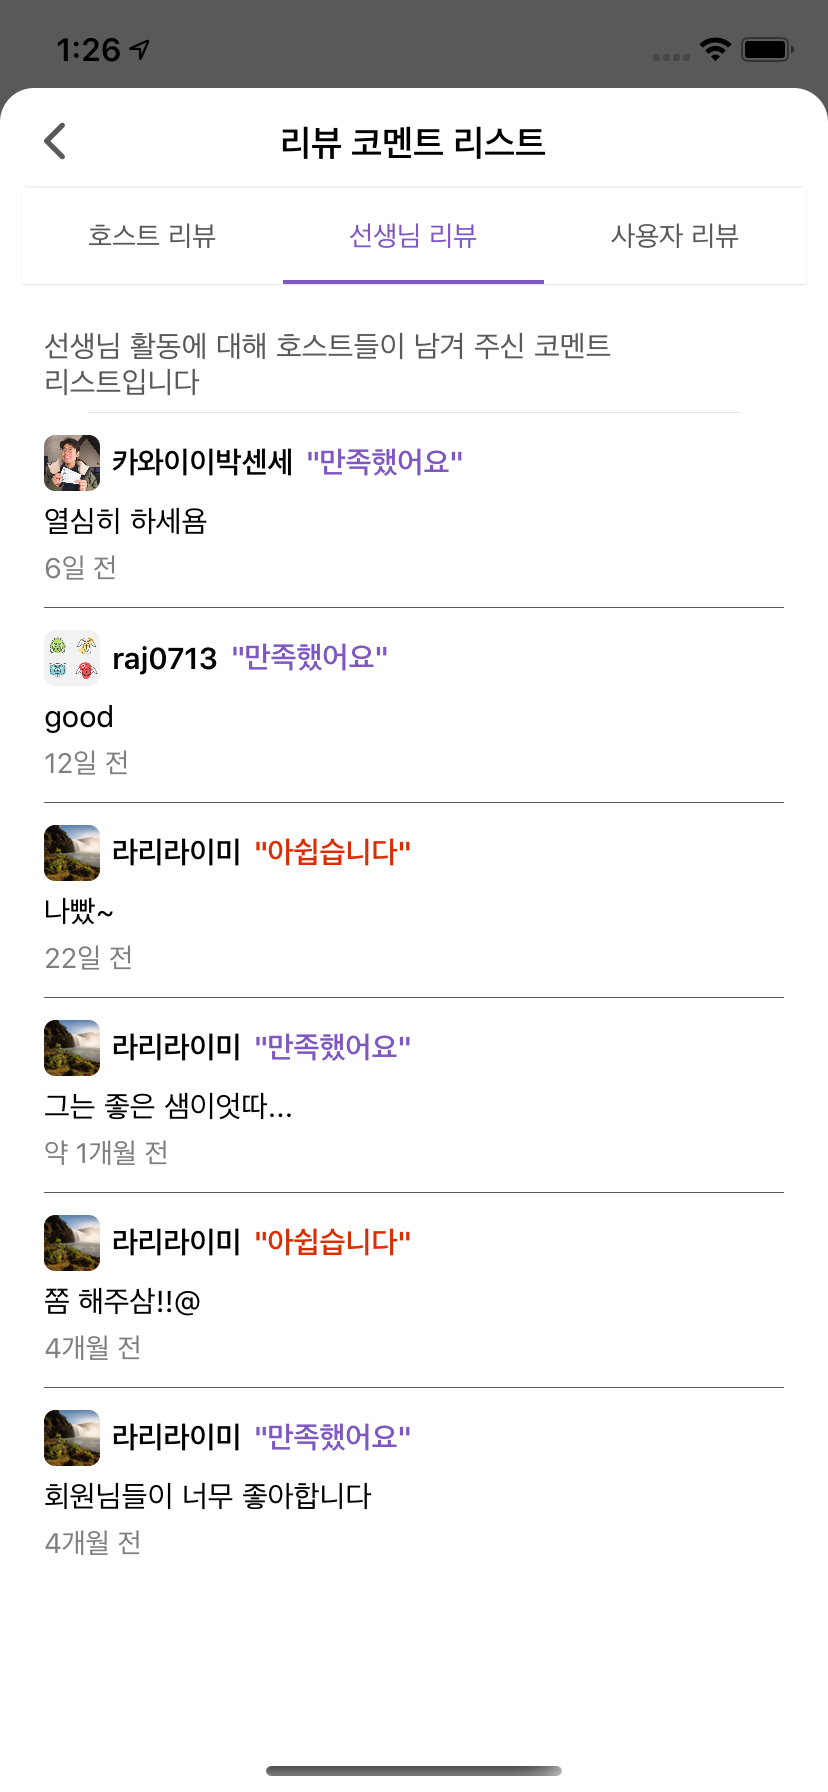 1:26
리뷰 코멘트 리스트
호스트 리뷰 선생님 리뷰 사용자 리뷰
선생님 활동에 대해 호스트들이 남겨 주신 코멘트
리스트입니다
카와이이박센세 "만족했어요"
열심히 하세욤
6일 전
raj0713 "만족했어요"
good
12일 전
라리라이미 "아쉽습니다"
나빴~
22일 전
라리라이미 "만족했어요"
그는 좋은 샘이엇따...
약 1개월 전
라리라이미 "아쉽습니다"
쫌 해주삼!!@
4개월 전
라리라이미 "만족했어요"
회원님들이 너무 좋아합니다
4개월 전